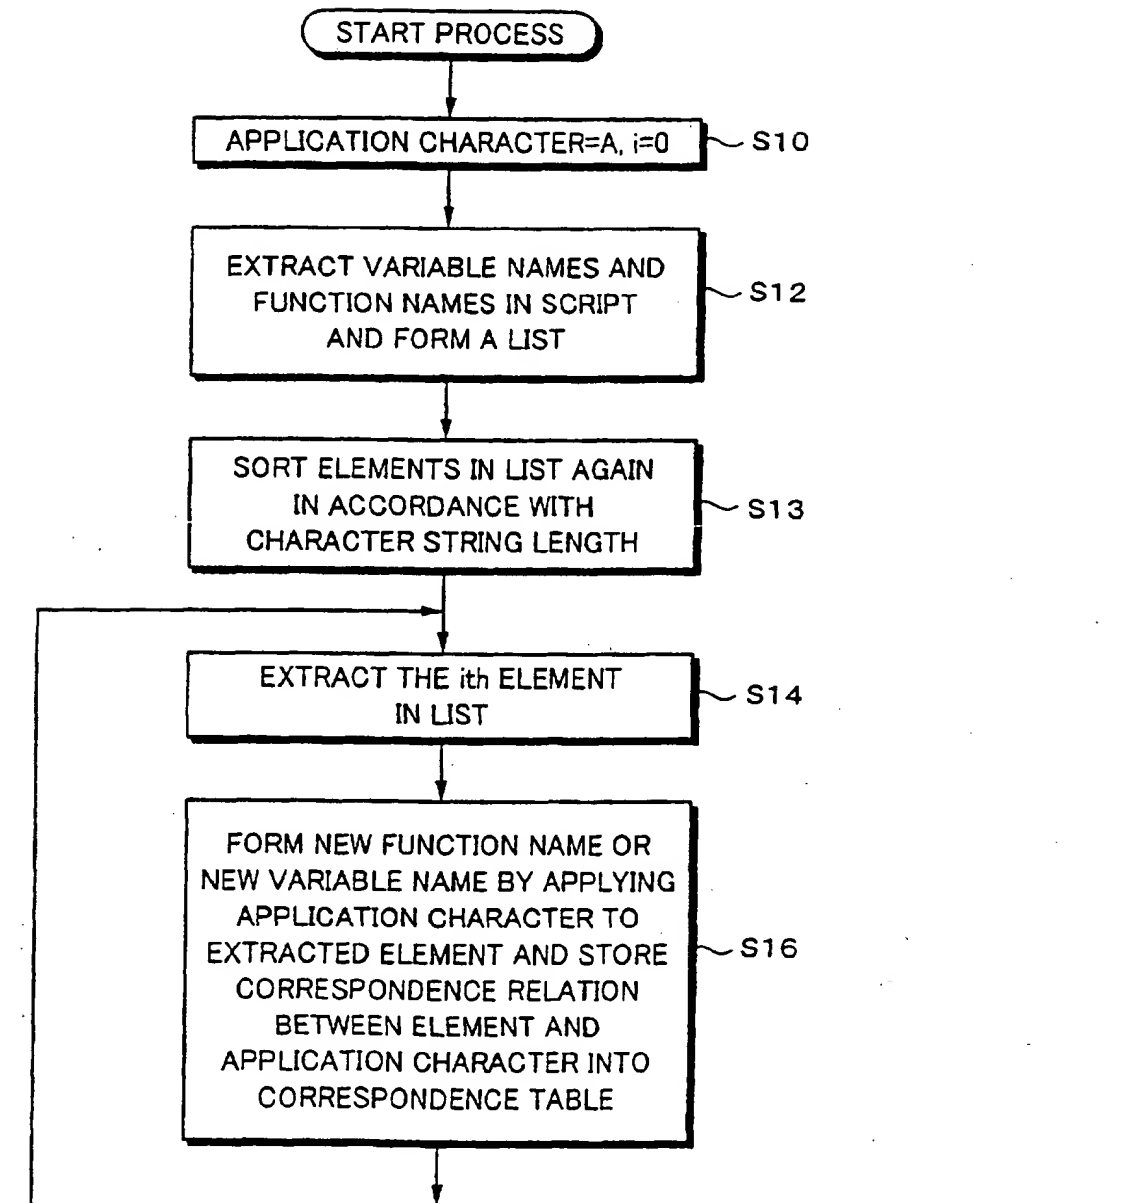 START PROCESS
APPLICATION CHARACTER=A, i=0
S10
EXTRACT VARIABLE NAMES AND
FUNCTION NAMES IN SCRIPT
AND FORM A LIST
S12
SORT ELEMENTS IN LIST AGAIN
IN ACCORDANCE WITH
CHARACTER STRING LENGTH
S13
EXTRACT THE ith ELEMENT
IN LIST
S14
FORM NEW FUNCTION NAME OR
NEW VARIABLE NAME BY APPLYING
APPLICATION CHARACTER TO
EXTRACTED ELEMENT AND STORE
CORRESPONDENCE RELATION
BETWEEN ELEMENT AND
APPLICATION CHARACTER INTO
CORRESPONDENCE TABLE
S16